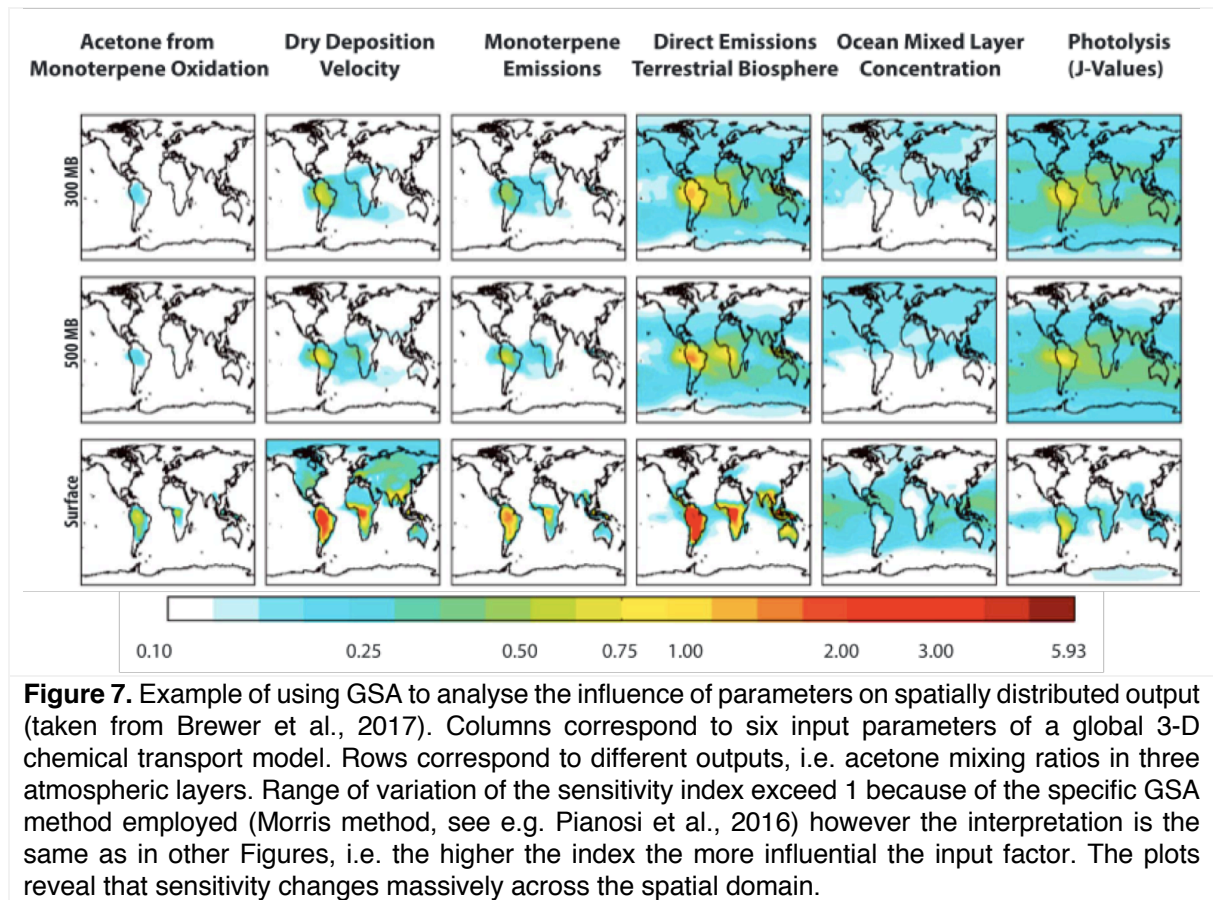 Acetone from Monoterpene Oxidation
Dry Deposition Velocity
Monoterpene Emissions
Direct Emissions Terrestrial Biosphere
Ocean Mixed Layer Concentration
Photolysis (J-Values)
300 MB
500 MB
Surface
0.10 0.25 0.50 0.75 1.00 2.00 3.00 5.93
Figure 7. Example of using GSA to analyse the influence of parameters on spatially distributed output
(taken from Brewer et al., 2017). Columns correspond to six input parameters of a global 3-D
chemical transport model. Rows correspond to different outputs, i.e. acetone mixing ratios in three
atmospheric layers. Range of variation of the sensitivity index exceed 1 because of the specific GSA
method employed (Morris method, see e.g. Pianosi et al., 2016) however the interpretation is the
same as in other Figures, i.e. the higher the index the more influential the input factor. The plots
reveal that sensitivity changes massively across the spatial domain.